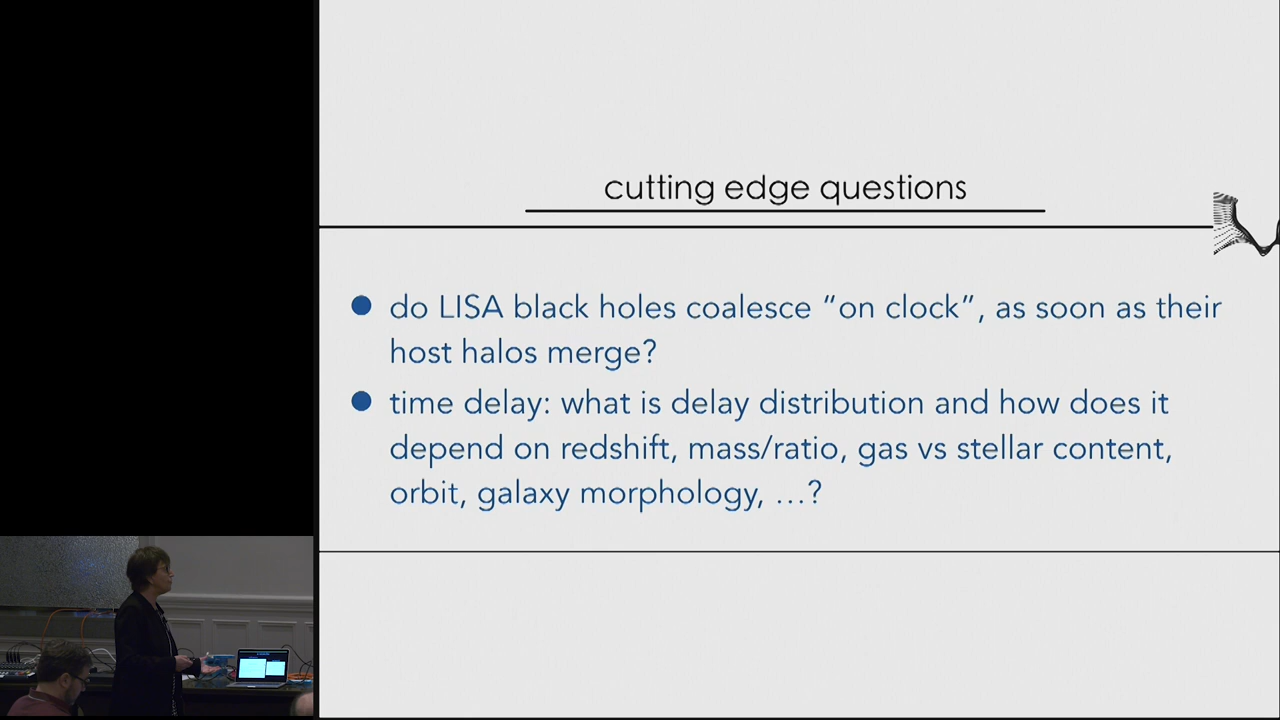 cutting edge questions
do LISA black holes coalesce “on clock”, as soon as their
host halos merge?
time delay: what is delay distribution and how does it
depend on redshift, mass/ratio, gas vs stellar content,
orbit, galaxy morphology, …?